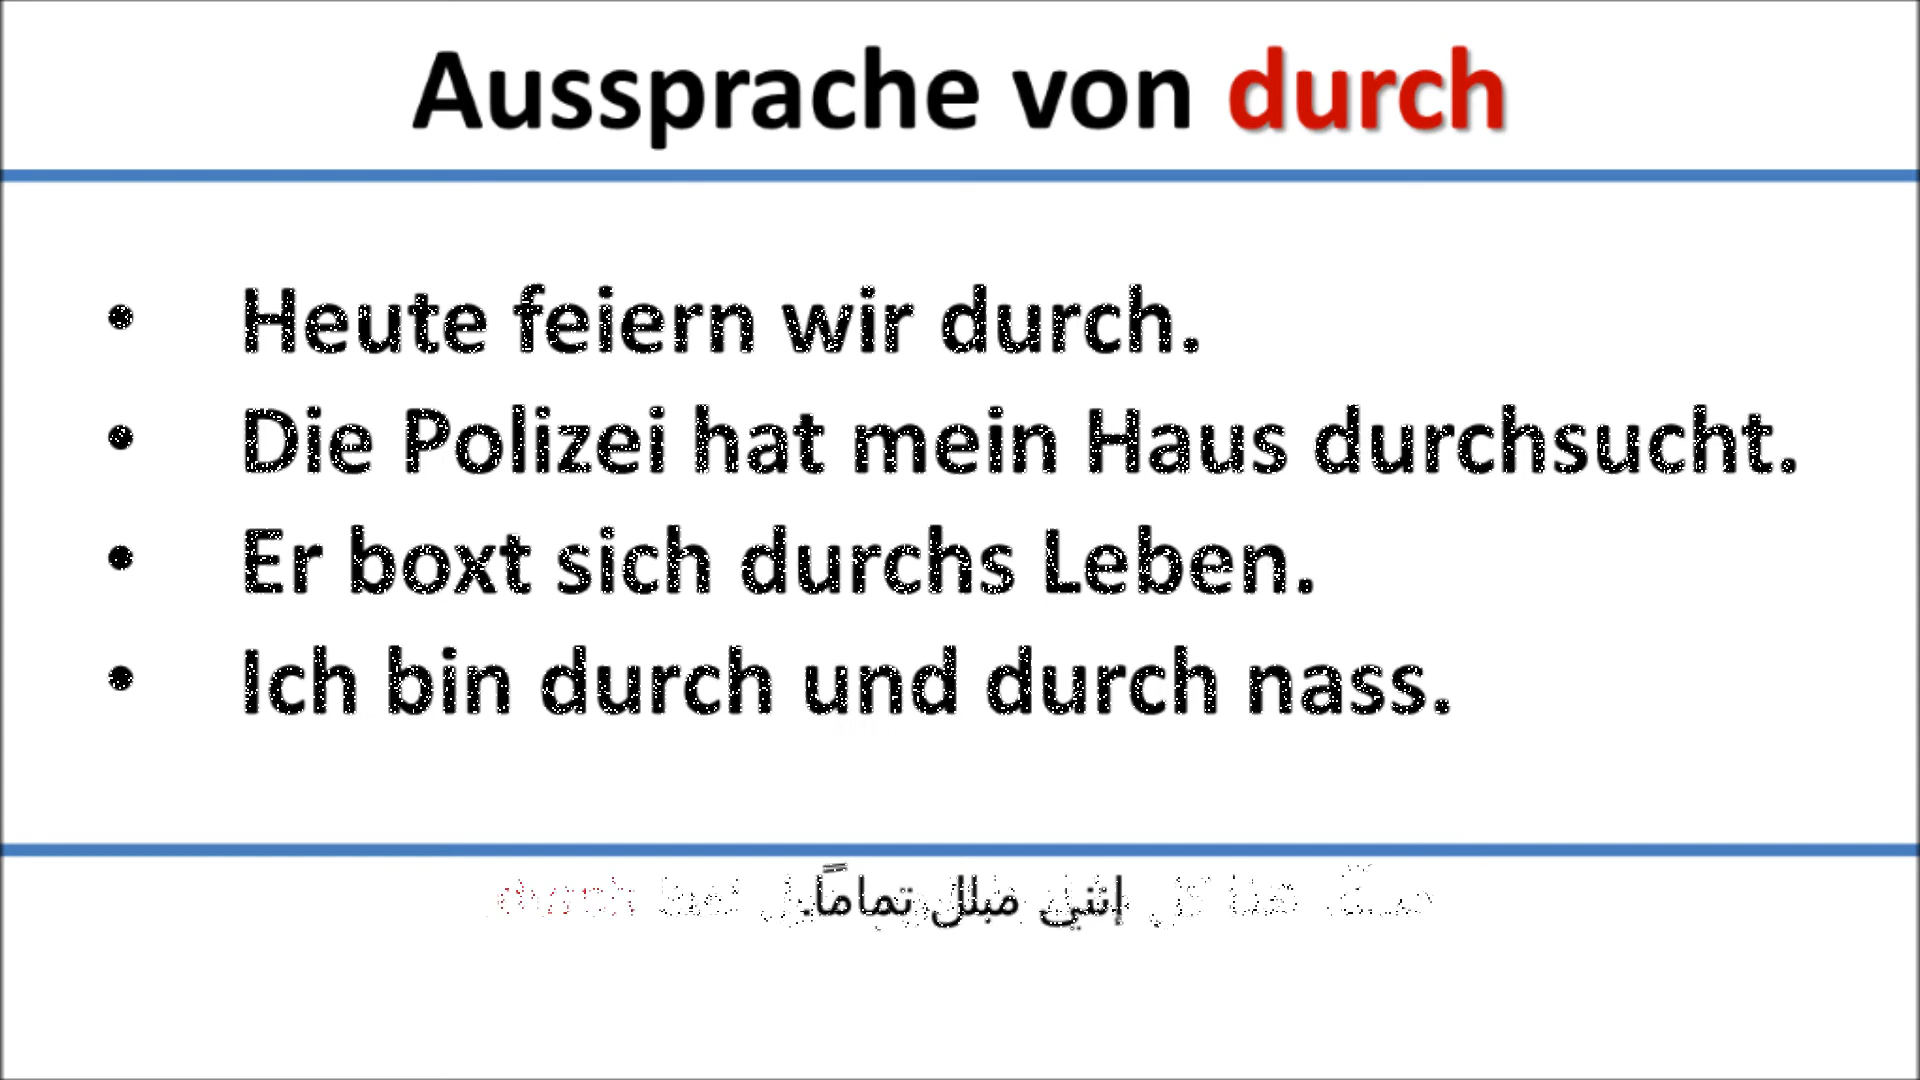 Aussprache von durch
• Heute feiern wir durch.
• Die Polizei hat mein Haus durchsucht.
• Er boxt sich durchs Leben.
• Ich bin durch und durch nass.
إنني مبلل تماماً.